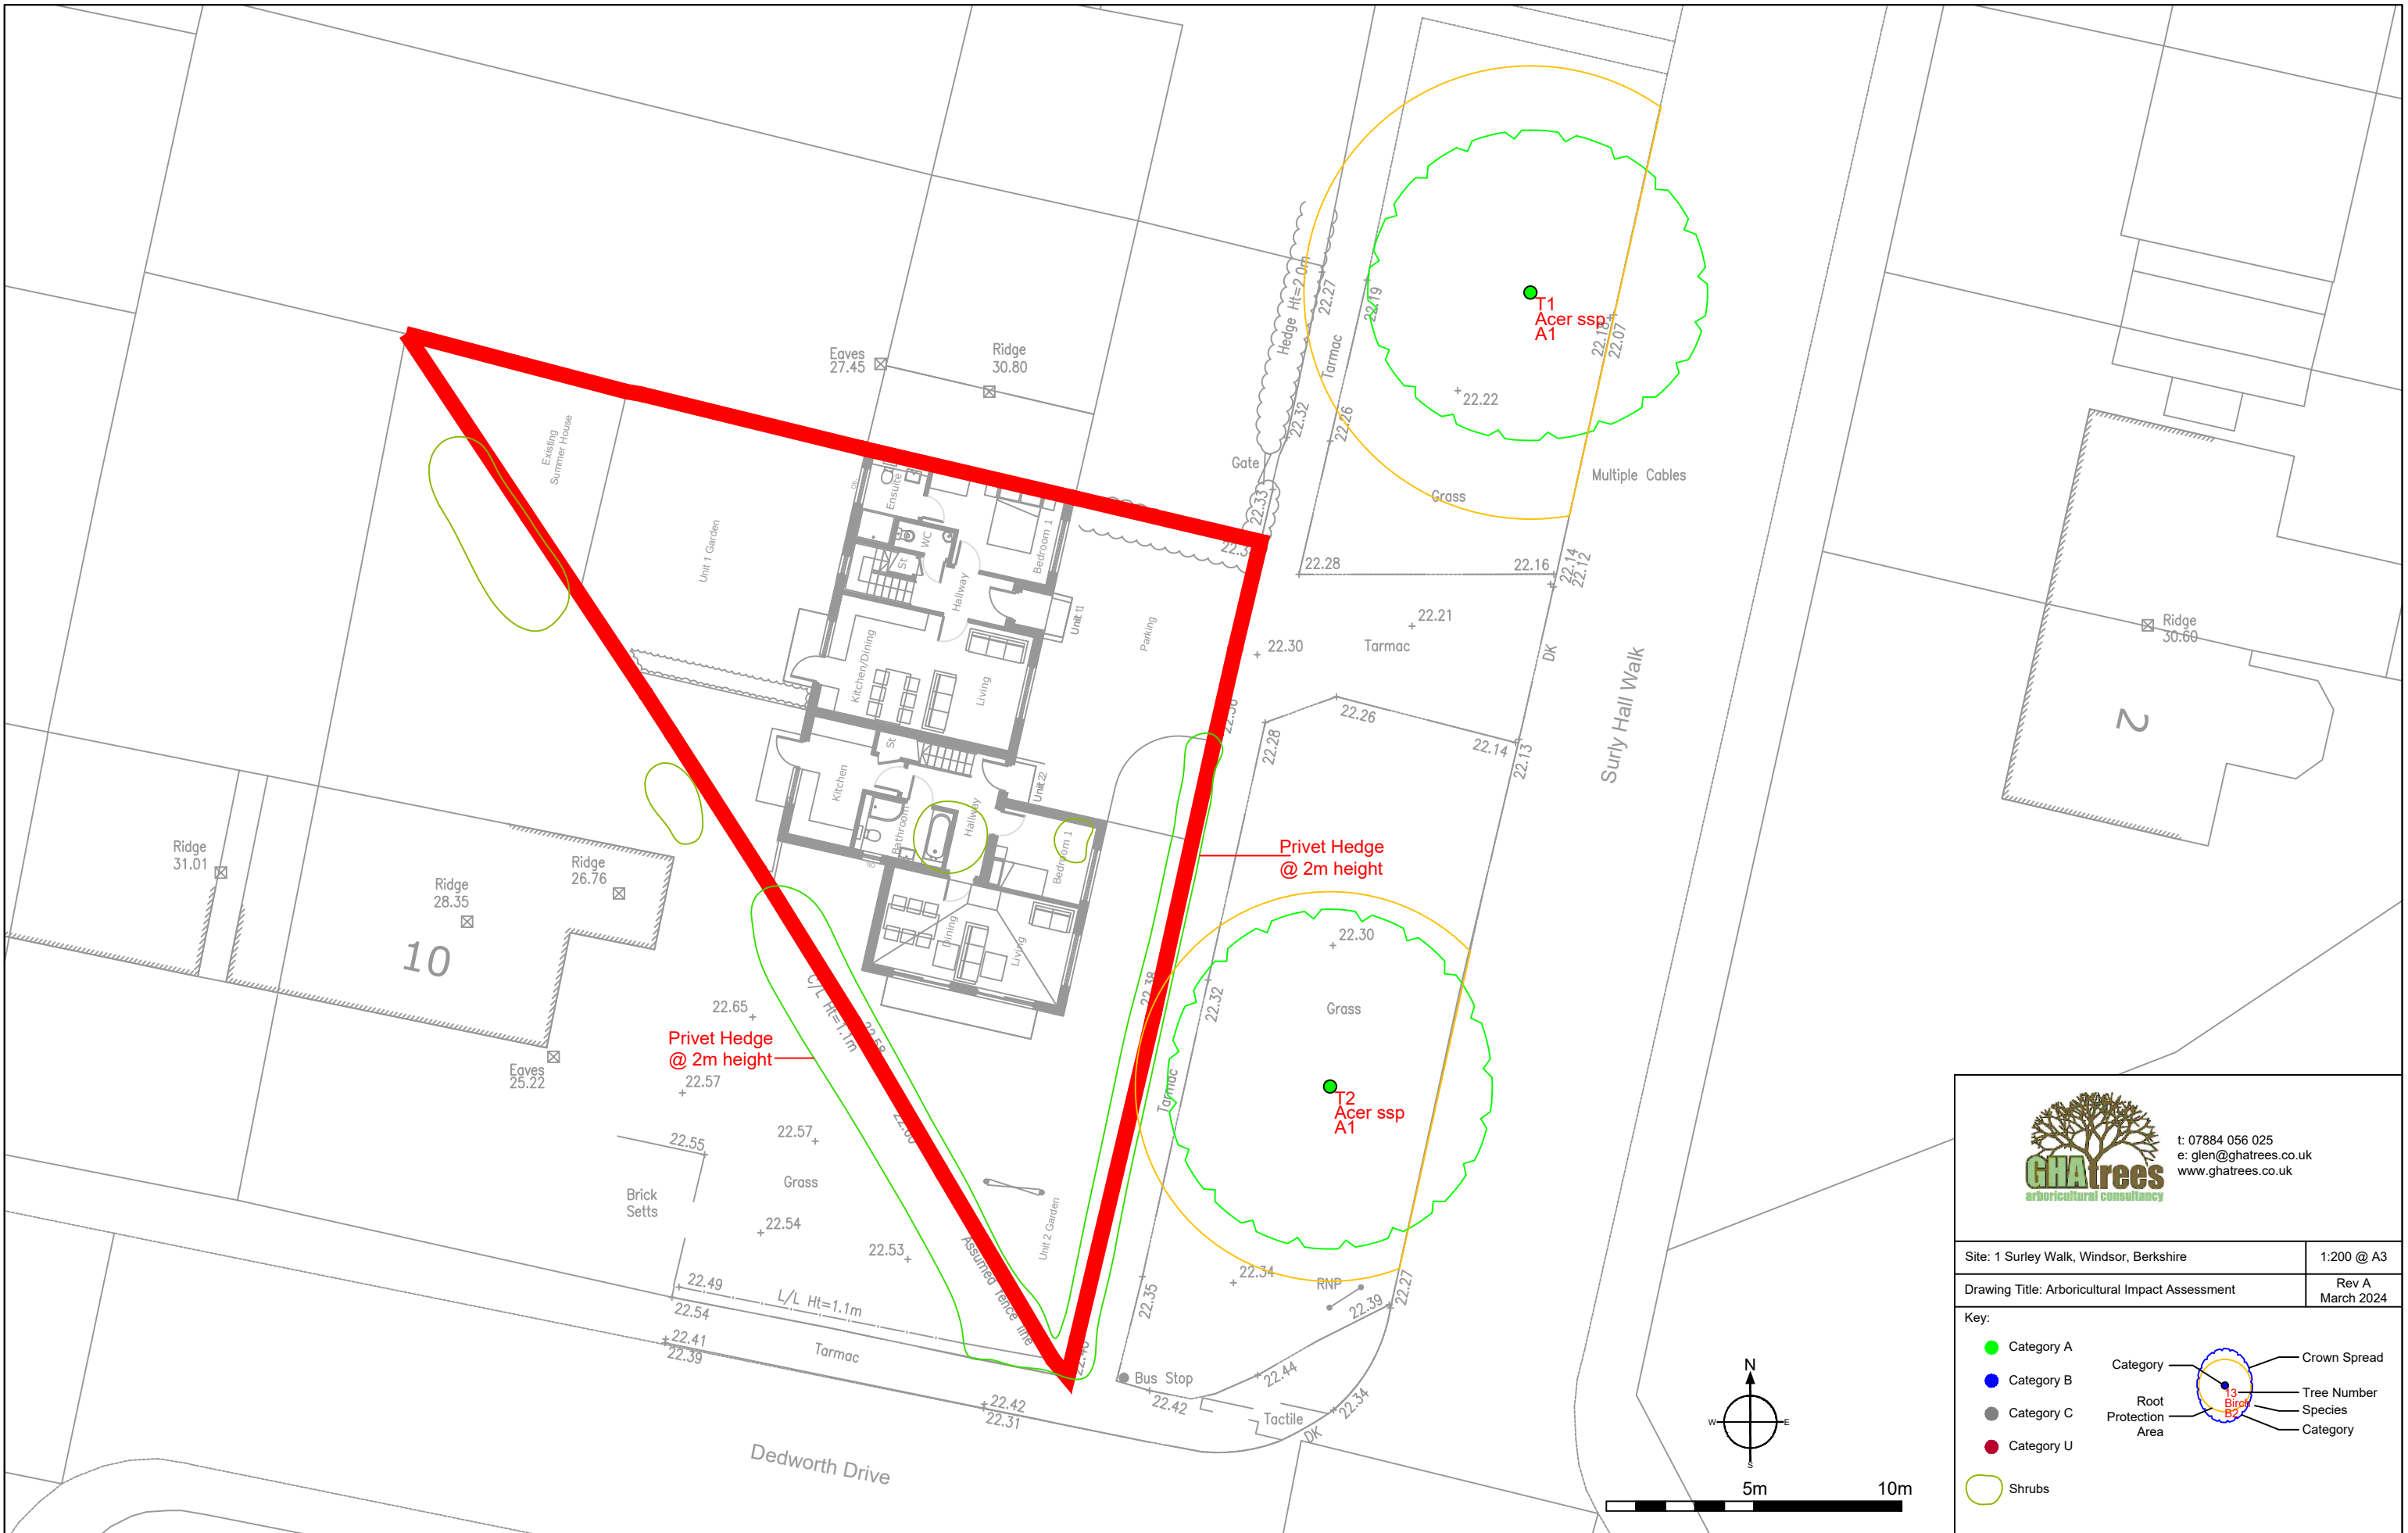 Eaves
27.45
Ridge
30.80
Hedge Ht=2.0m
22.27
22.19
Tarmac
22.32
22.26
T1
Acer ssp
A1
22.18
22.07
22.22
Gate
22.33
Grass
Multiple Cables
Existing
Summer House
Unit 1 Garden
Ensuite
WC
St
Bedroom 1
Hallway
Unit 1
Parking
Kitchen/Dining
Living
22.28
22.16
22.14
22.12
22.21
22.30
Tarmac
DK
Surly Hall Walk
Ridge
30.60
2
22.26
22.28
22.14
22.13
St
Kitchen
Bathroom
Hallway
Unit 2
Bedroom 1
Dining
Living
Privet Hedge
@ 2m height
Ridge
31.01
Ridge
28.35
Ridge
26.76
10
Eaves
25.22
22.65
C/L Ht=1.1m
22.58
Privet Hedge
@ 2m height
22.57
22.57
22.55
Grass
Brick
Setts
22.54
22.53
22.38
22.32
22.30
Grass
Tarmac
T2
Acer ssp
A1
Unit 2 Garden
Assumed fence line
22.49
L/L Ht=1.1m
22.54
22.41
22.39
Tarmac
22.42
22.31
22.35
22.34
RNP
22.39
22.27
Bus Stop
22.42
22.44
22.34
Tactile
DK
Dedworth Drive
N
W
E
S
5m
10m
GHAtrees
arboricultural consultancy
t: 07884 056 025
e: glen@ghatrees.co.uk
www.ghatrees.co.uk
Site: 1 Surley Walk, Windsor, Berkshire
1:200 @ A3
Drawing Title: Arboricultural Impact Assessment
Rev A
March 2024
Key:
Category A
Category B
Category C
Category U
Shrubs
Category
Root
Protection
Area
13
Birch
B2
Crown Spread
Tree Number
Species
Category